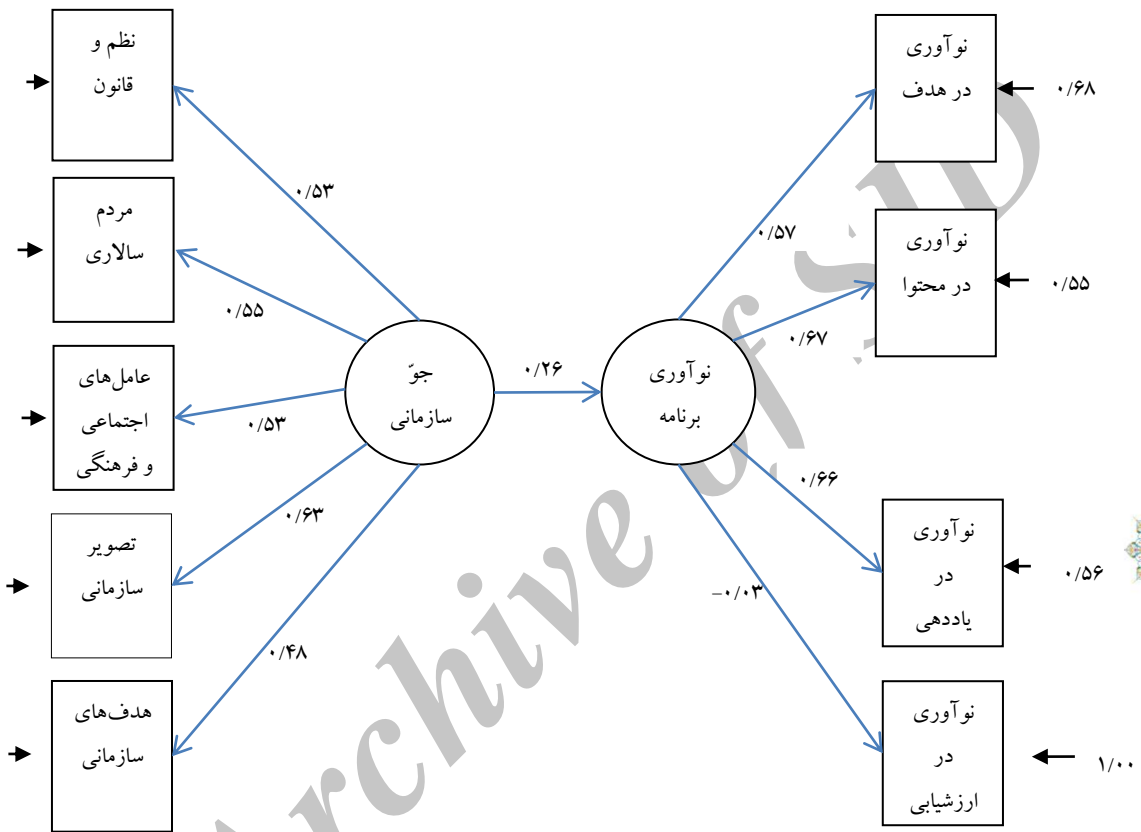 نظم و
قانون
مردم
سالاری
عامل‌های
اجتماعی
و فرهنگی
تصویر
سازمانی
هدف‌های
سازمانی
۰/۵۳
۰/۵۵
۰/۵۳
۰/۶۳
۰/۴۸
جوّ
سازمانی
۰/۲۶
نوآوری
برنامه
۰/۵۷
۰/۶۷
۰/۶۶
−۰/۰۳
نوآوری
در هدف
۰/۶۸
نوآوری
در محتوا
۰/۵۵
نوآوری
در
یاددهی
۰/۵۶
نوآوری
در
ارزشیابی
۱/۰۰
Archive of SID